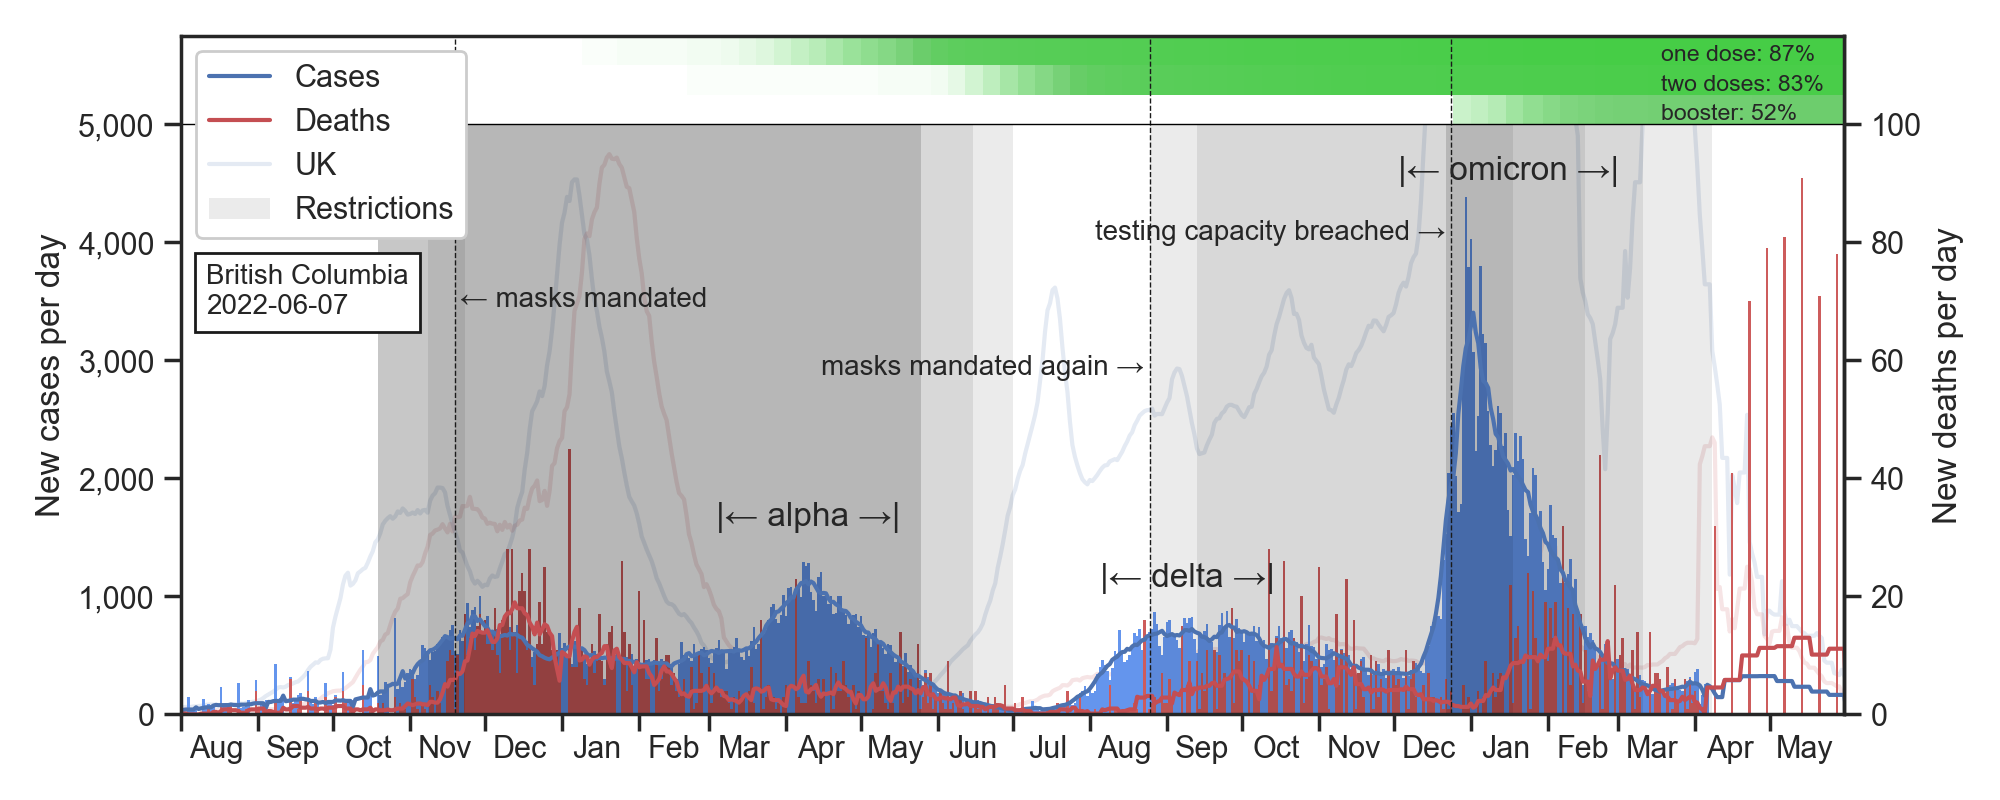 Cases
Deaths
UK
Restrictions
British Columbia
2022-06-07
one dose: 87%
two doses: 83%
booster: 52%
|← omicron →|
testing capacity breached →
← masks mandated
masks mandated again →
|← alpha →|
|← delta →|
New cases per day
5,000
4,000
3,000
2,000
1,000
0
New deaths per day
100
80
60
40
20
0
Aug Sep Oct Nov Dec Jan Feb Mar Apr May Jun Jul Aug Sep Oct Nov Dec Jan Feb Mar Apr May